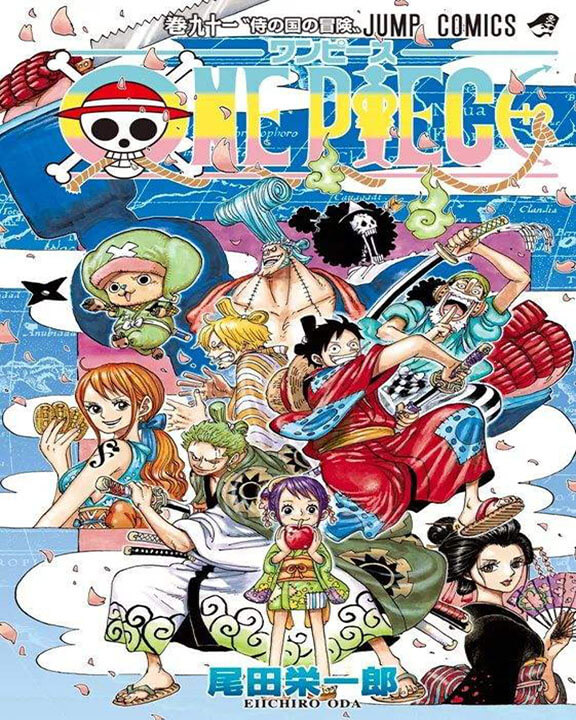 巻九十一 “侍の国の冒険” JUMP COMICS
ワンピース
ONE PIECE
Clandia
尾田栄一郎
EIICHIRO ODA